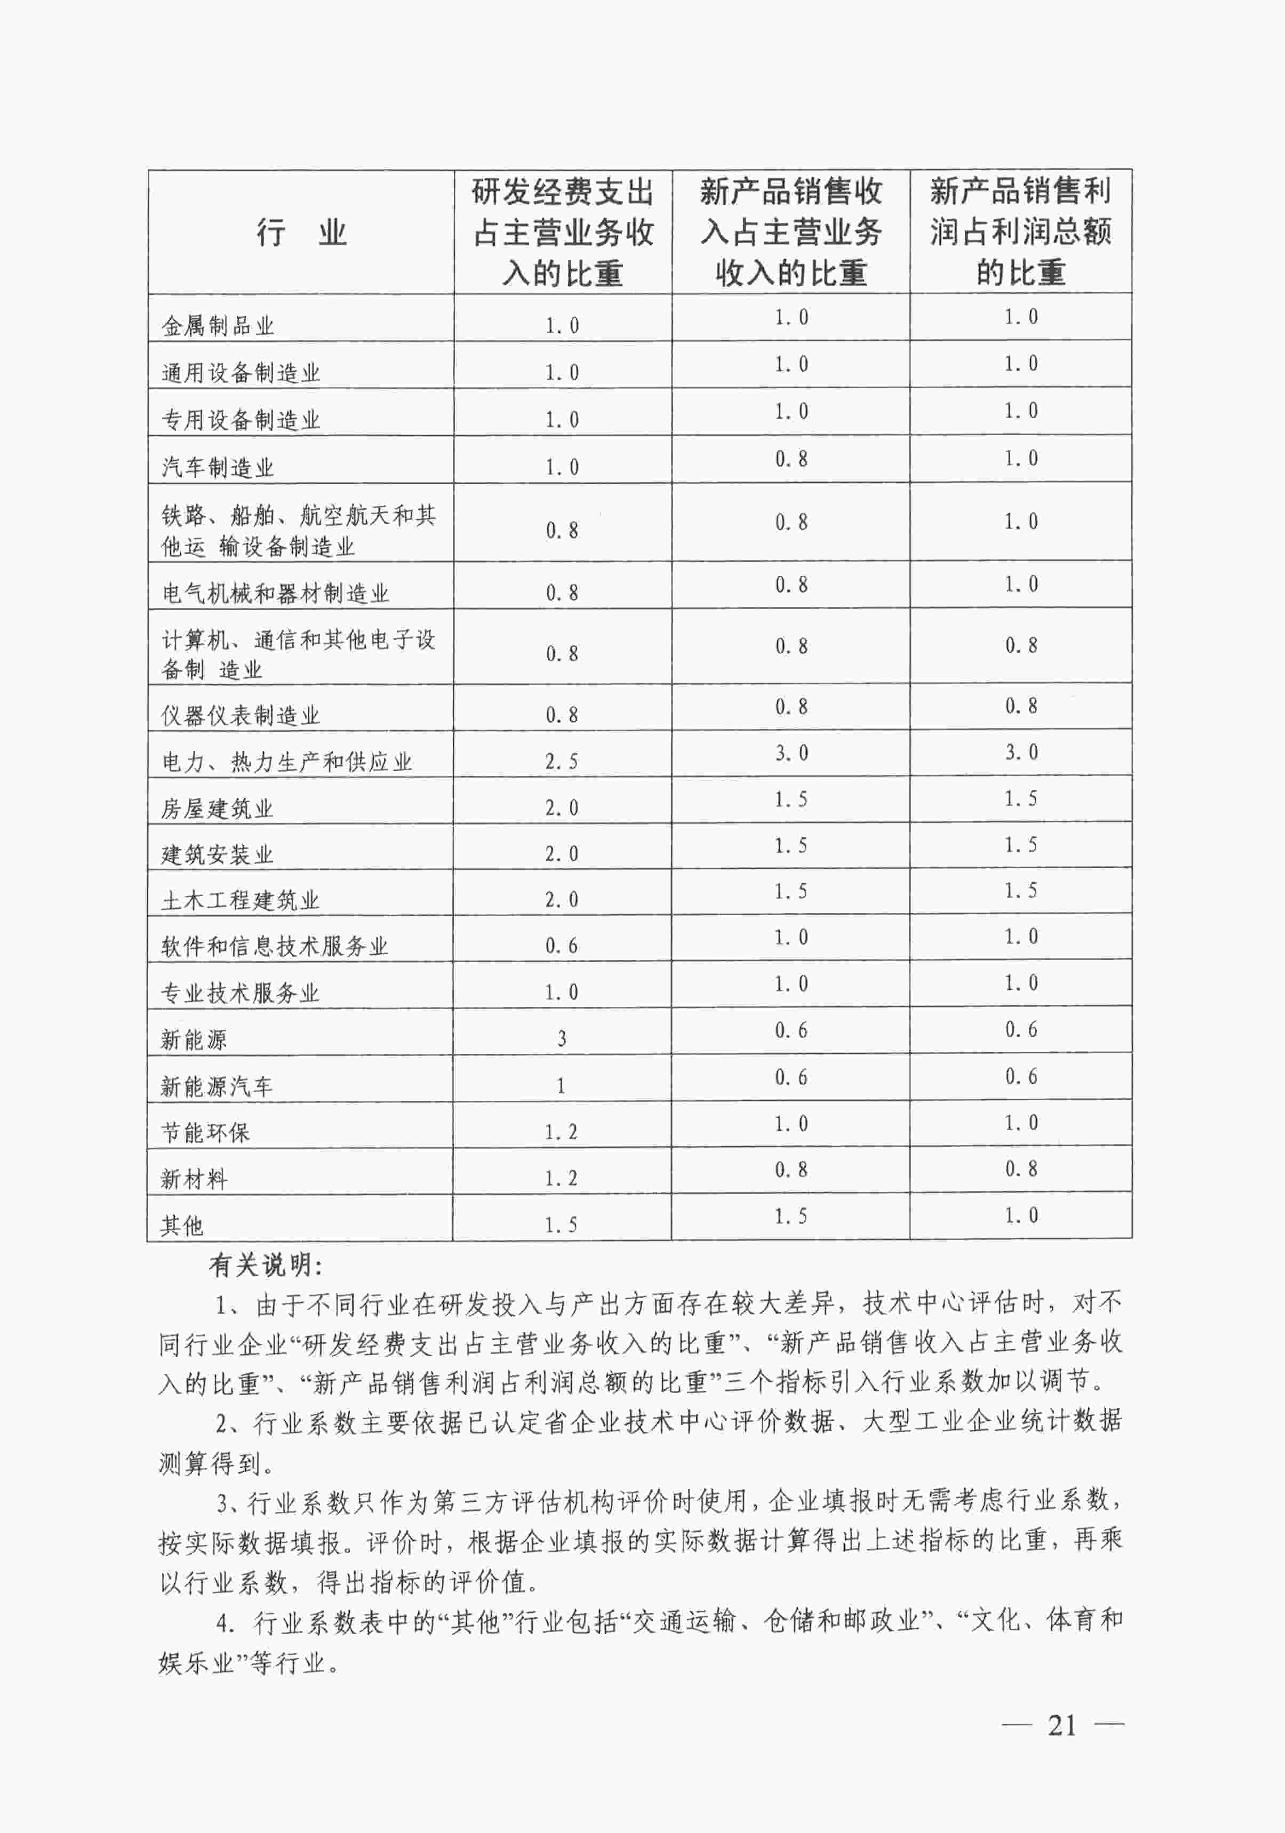 行 业 研发经费支出占主营业务收入的比重 新产品销售收入占主营业务收入的比重 新产品销售利润占利润总额的比重
金属制品业 1.0 1.0 1.0
通用设备制造业 1.0 1.0 1.0
专用设备制造业 1.0 1.0 1.0
汽车制造业 1.0 0.8 1.0
铁路、船舶、航空航天和其他运 输设备制造业 0.8 0.8 1.0
电气机械和器材制造业 0.8 0.8 1.0
计算机、通信和其他电子设备制 造业 0.8 0.8 0.8
仪器仪表制造业 0.8 0.8 0.8
电力、热力生产和供应业 2.5 3.0 3.0
房屋建筑业 2.0 1.5 1.5
建筑安装业 2.0 1.5 1.5
土木工程建筑业 2.0 1.5 1.5
软件和信息技术服务业 0.6 1.0 1.0
专业技术服务业 1.0 1.0 1.0
新能源 3 0.6 0.6
新能源汽车 1 0.6 0.6
节能环保 1.2 1.0 1.0
新材料 1.2 0.8 0.8
其他 1.5 1.5 1.0
有关说明：
1、由于不同行业在研发投入与产出方面存在较大差异，技术中心评估时，对不
同行业企业“研发经费支出占主营业务收入的比重”、“新产品销售收入占主营业务收
入的比重”、“新产品销售利润占利润总额的比重”三个指标引入行业系数加以调节。
2、行业系数主要依据已认定省企业技术中心评价数据、大型工业企业统计数据
测算得到。
3、行业系数只作为第三方评估机构评价时使用，企业填报时无需考虑行业系数，
按实际数据填报。评价时，根据企业填报的实际数据计算得出上述指标的比重，再乘
以行业系数，得出指标的评价值。
4. 行业系数表中的“其他”行业包括“交通运输、仓储和邮政业”、“文化、体育和
娱乐业”等行业。
— 21 —